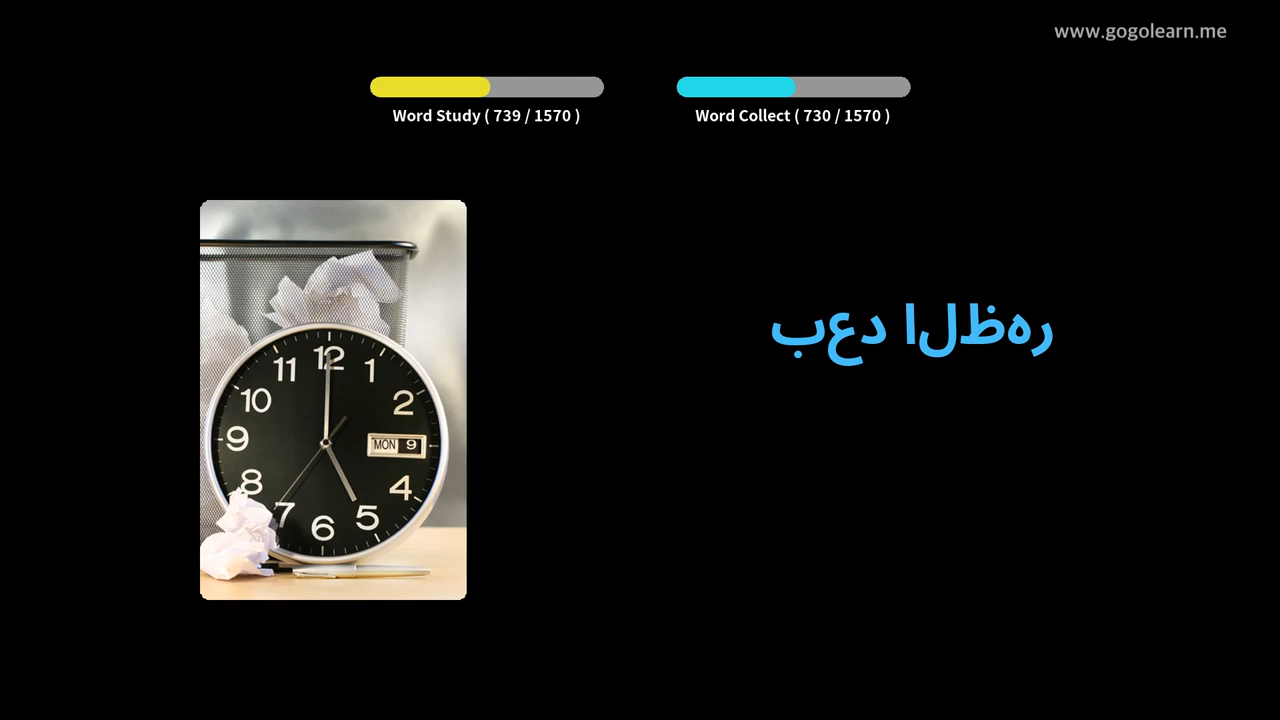 www.gogolearn.me
Word Study ( 739 / 1570 )
Word Collect ( 730 / 1570 )
بعد الظهر
12
11 1
10 2
9 MON 9
8 4
7 5
6